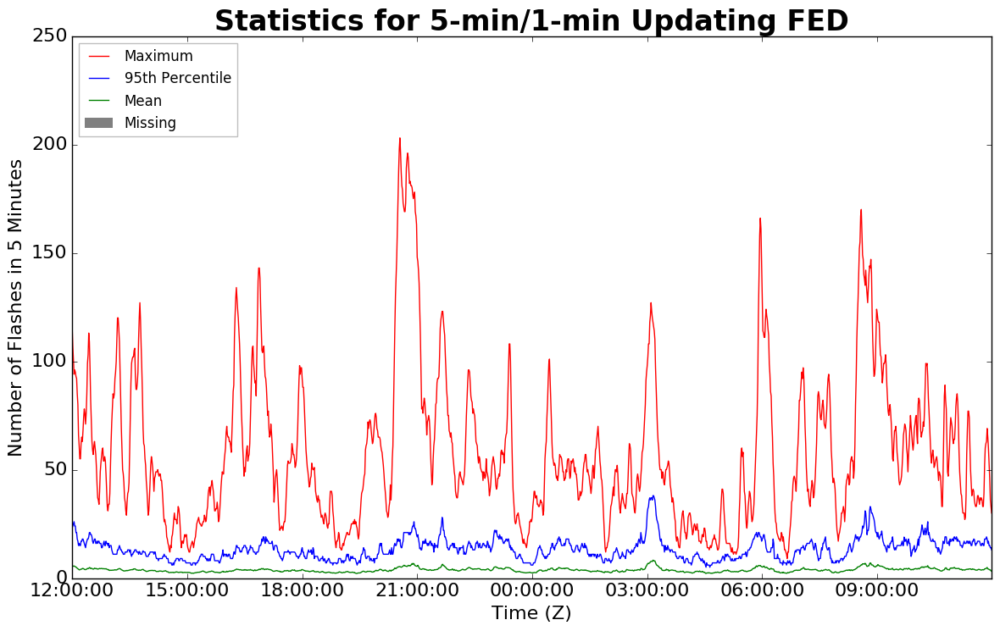 Statistics for 5-min/1-min Updating FED
250
200
150
100
50
0
Number of Flashes in 5 Minutes
Maximum
95th Percentile
Mean
Missing
12:00:00 15:00:00 18:00:00 21:00:00 00:00:00 03:00:00 06:00:00 09:00:00
Time (Z)